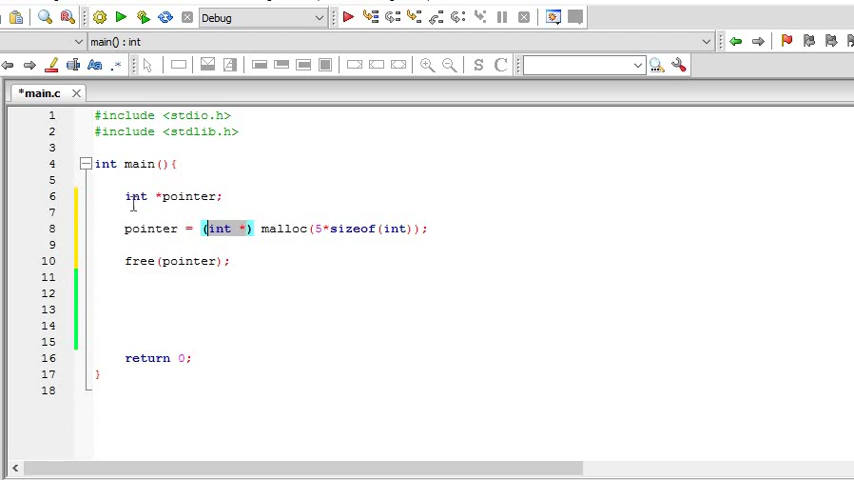 Debug
main() : int
S C
*main.c
1 #include <stdio.h>
2 #include <stdlib.h>
3
4 int main(){
5
6 int *pointer;
7
8 pointer = (int *) malloc(5*sizeof(int));
9
10 free(pointer);
11
12
13
14
15
16 return 0;
17 }
18